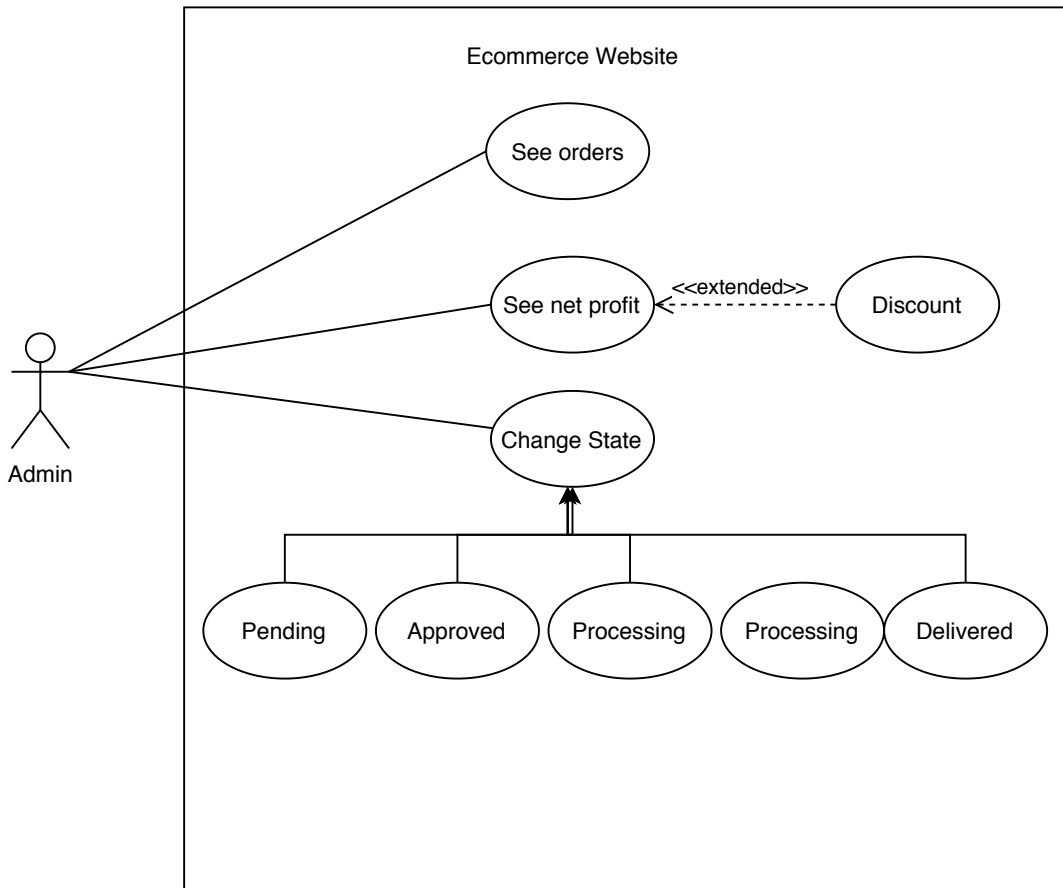 Ecommerce Website
See orders
See net profit
<<extended>>
Discount
Change State
Admin
Pending
Approved
Processing
Processing
Delivered